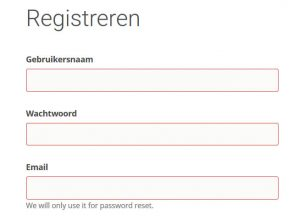 Registreren
Gebruikersnaam
Wachtwoord
Email
We will only use it for password reset.